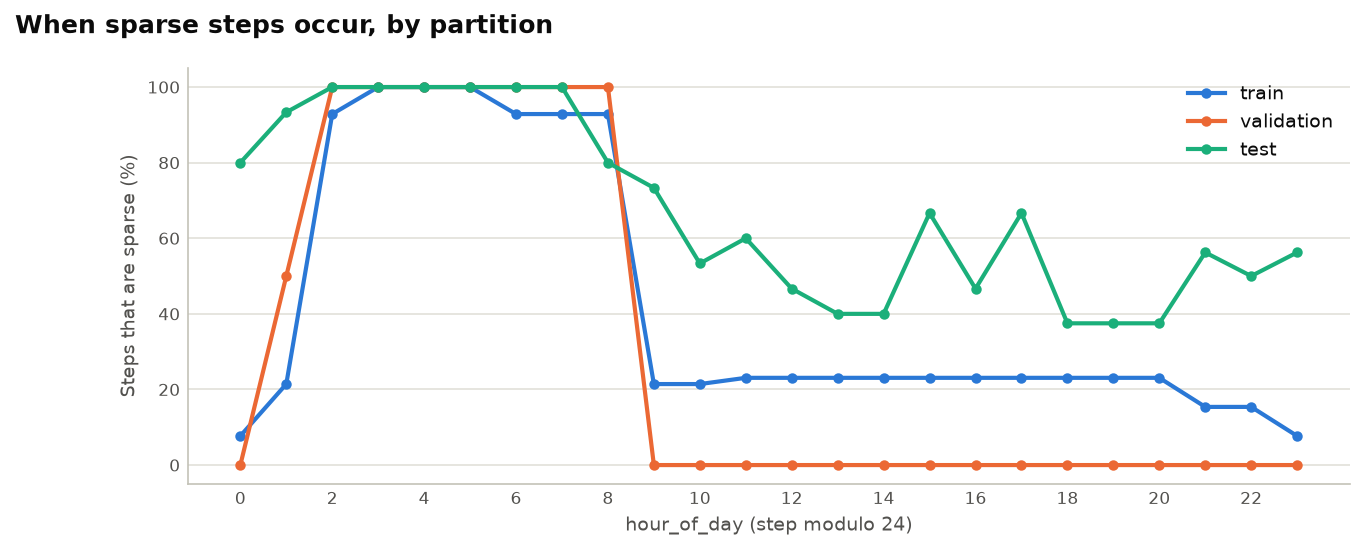 When sparse steps occur, by partition
Steps that are sparse (%)
100
80
60
40
20
0
train
validation
test
0 2 4 6 8 10 12 14 16 18 20 22
hour_of_day (step modulo 24)